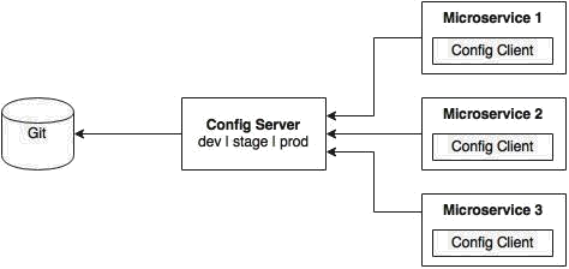 Microservice 1
Config Client
Git
Config Server
dev | stage | prod
Microservice 2
Config Client
Microservice 3
Config Client